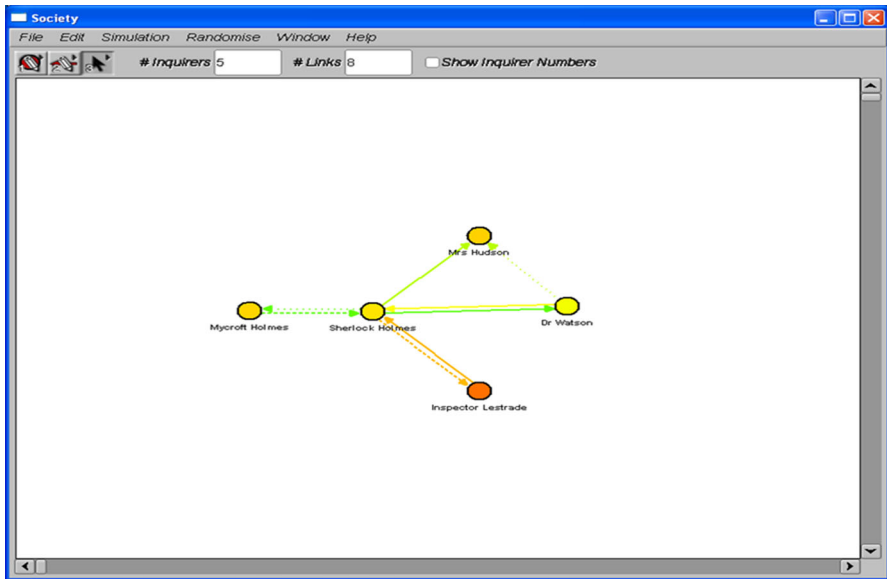 Society
File Edit Simulation Randomise Window Help
# Inquirers 5 # Links 8 Show Inquirer Numbers
Mrs Hudson
Mycroft Holmes Sherlock Holmes Dr Watson
Inspector Lestrade